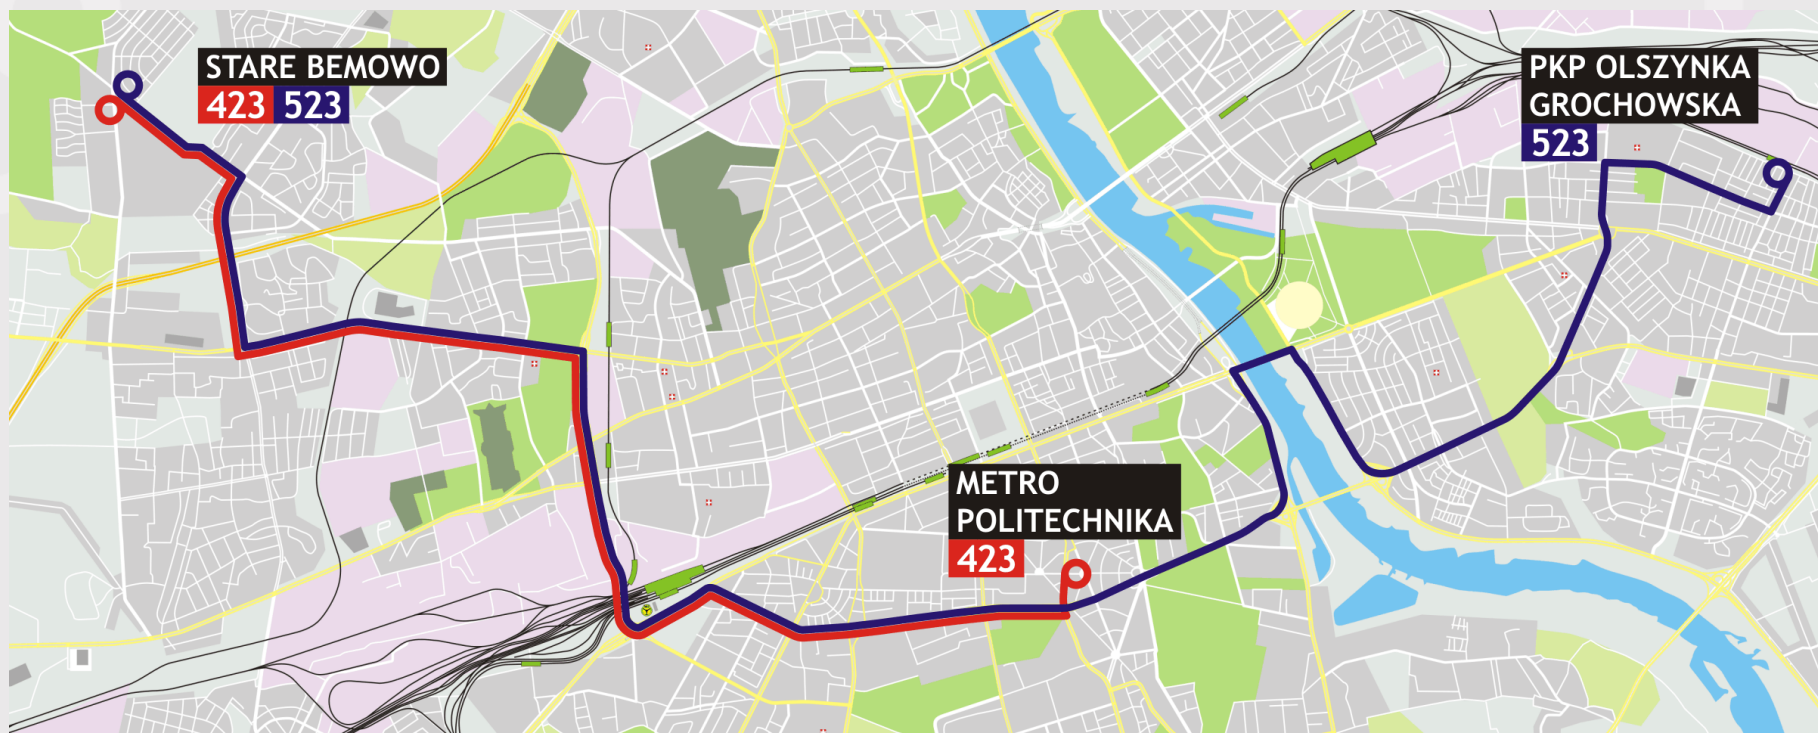 STARE BEMOWO
423 523
PKP OLSZYNKA
GROCHOWSKA
523
METRO
POLITECHNIKA
423